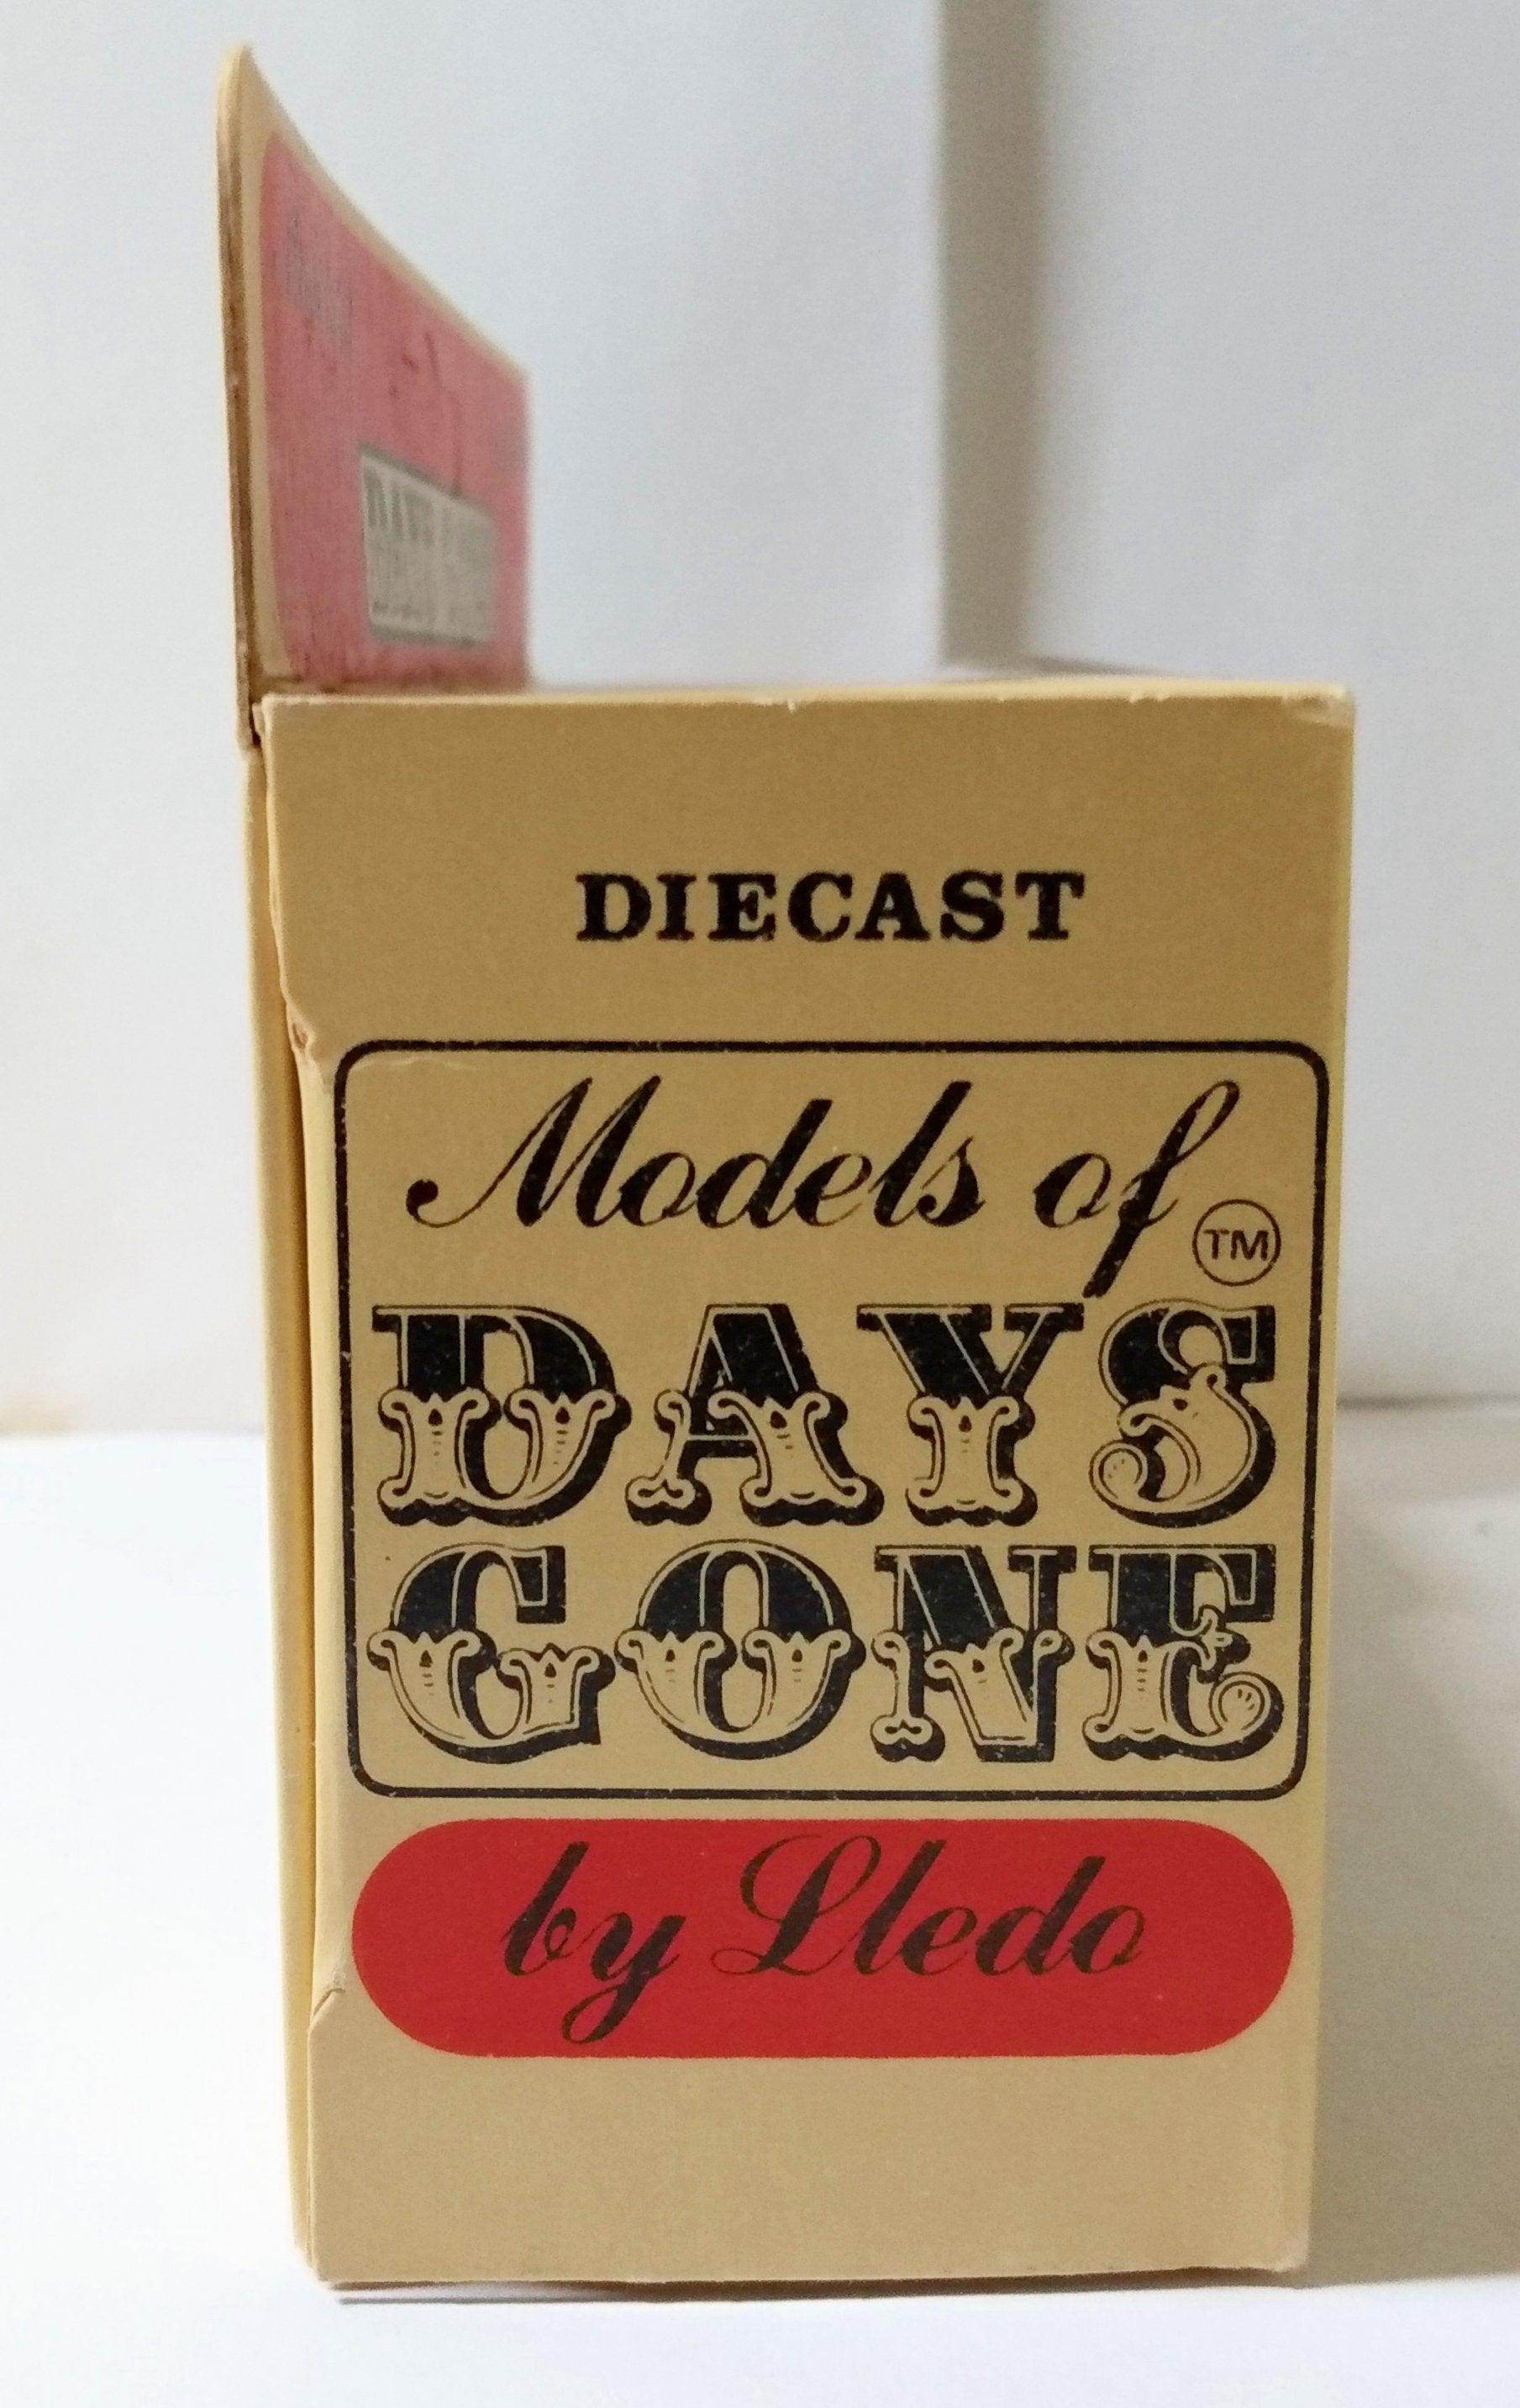 DIECAST
Models of
TM
DAYS
GONE
by Lledo